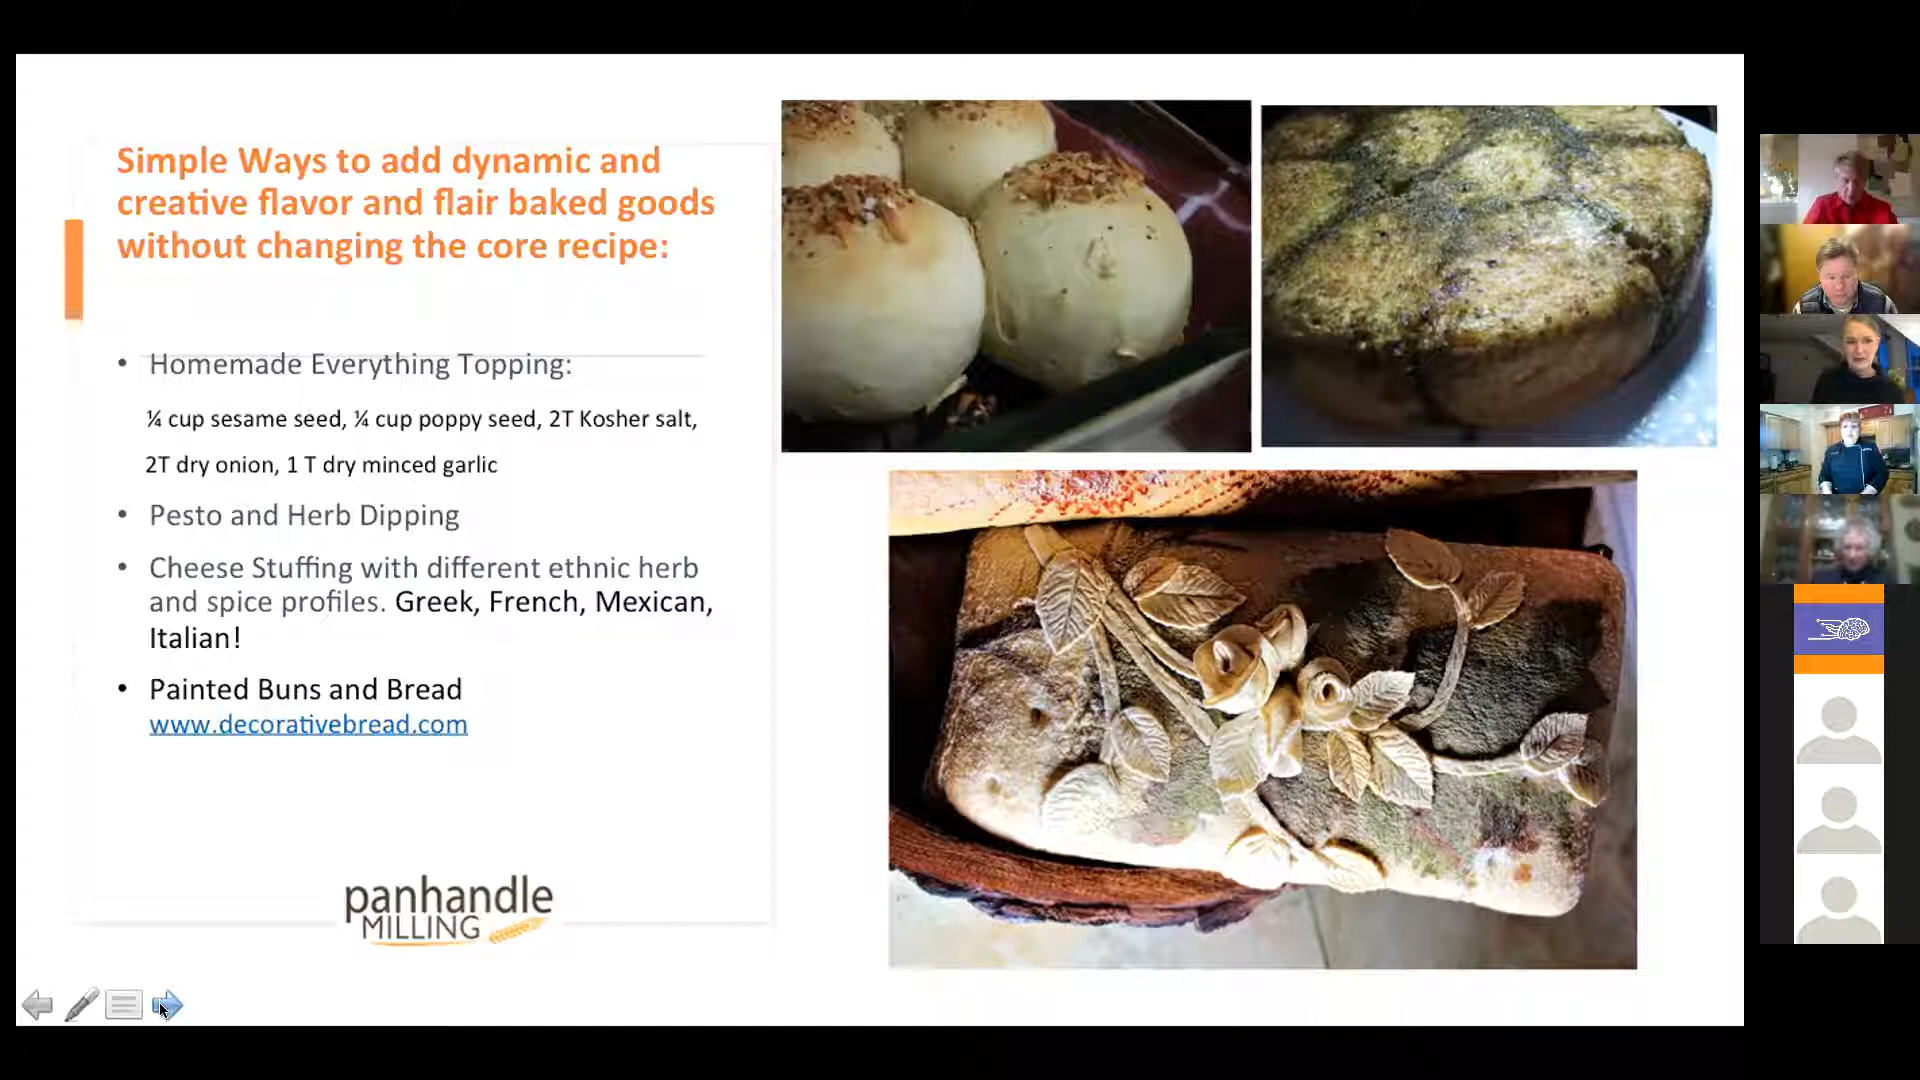 Simple Ways to add dynamic and
creative flavor and flair baked goods
without changing the core recipe:
• Homemade Everything Topping:
¼ cup sesame seed, ¼ cup poppy seed, 2T Kosher salt,
2T dry onion, 1 T dry minced garlic
• Pesto and Herb Dipping
• Cheese Stuffing with different ethnic herb
and spice profiles. Greek, French, Mexican,
Italian!
• Painted Buns and Bread
www.decorativebread.com
panhandle
MILLING